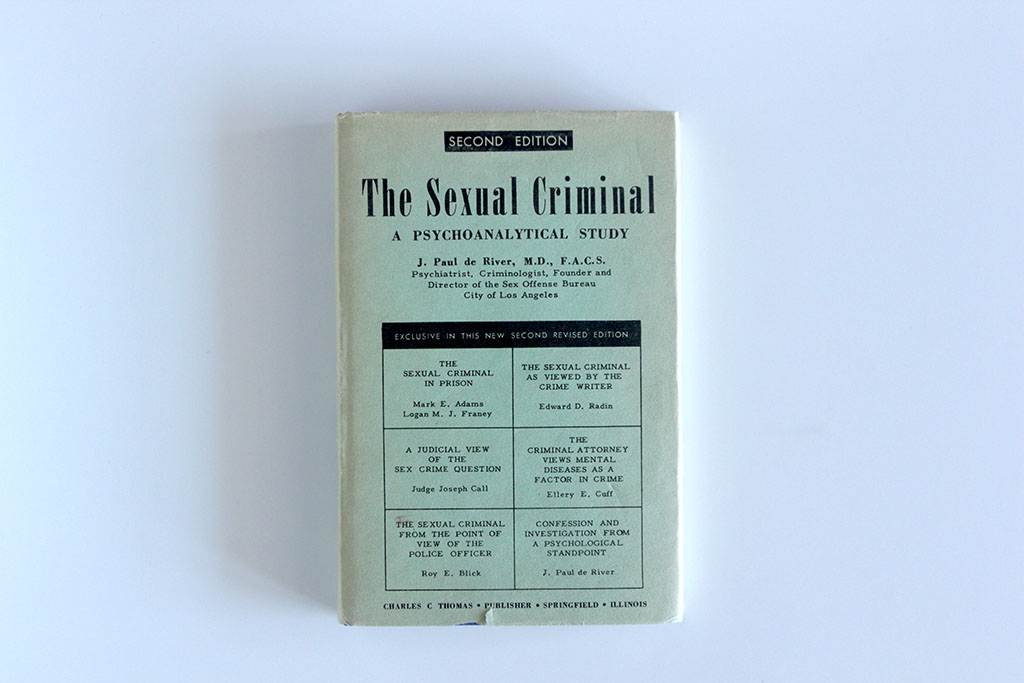 SECOND EDITION
The Sexual Criminal
A PSYCHOANALYTICAL STUDY
J. Paul de River, M.D., F.A.C.S.
Psychiatrist, Criminologist, Founder and
Director of the Sex Offense Bureau
City of Los Angeles
EXCLUSIVE IN THIS NEW SECOND REVISED EDITION
THE
SEXUAL CRIMINAL
IN PRISON
Mark E. Adams
Logan M. J. Franey
THE SEXUAL CRIMINAL
AS VIEWED BY THE
CRIME WRITER
Edward D. Radin
A JUDICIAL VIEW
OF THE
SEX CRIME QUESTION
Judge Joseph Call
THE
CRIMINAL ATTORNEY
VIEWS MENTAL
DISEASES AS A
FACTOR IN CRIME
Ellery E. Cuff
THE SEXUAL CRIMINAL
FROM THE POINT OF
VIEW OF THE
POLICE OFFICER
Roy E. Blick
CONFESSION AND
INVESTIGATION FROM
A PSYCHOLOGICAL
STANDPOINT
J. Paul de River
CHARLES C THOMAS • PUBLISHER • SPRINGFIELD • ILLINOIS